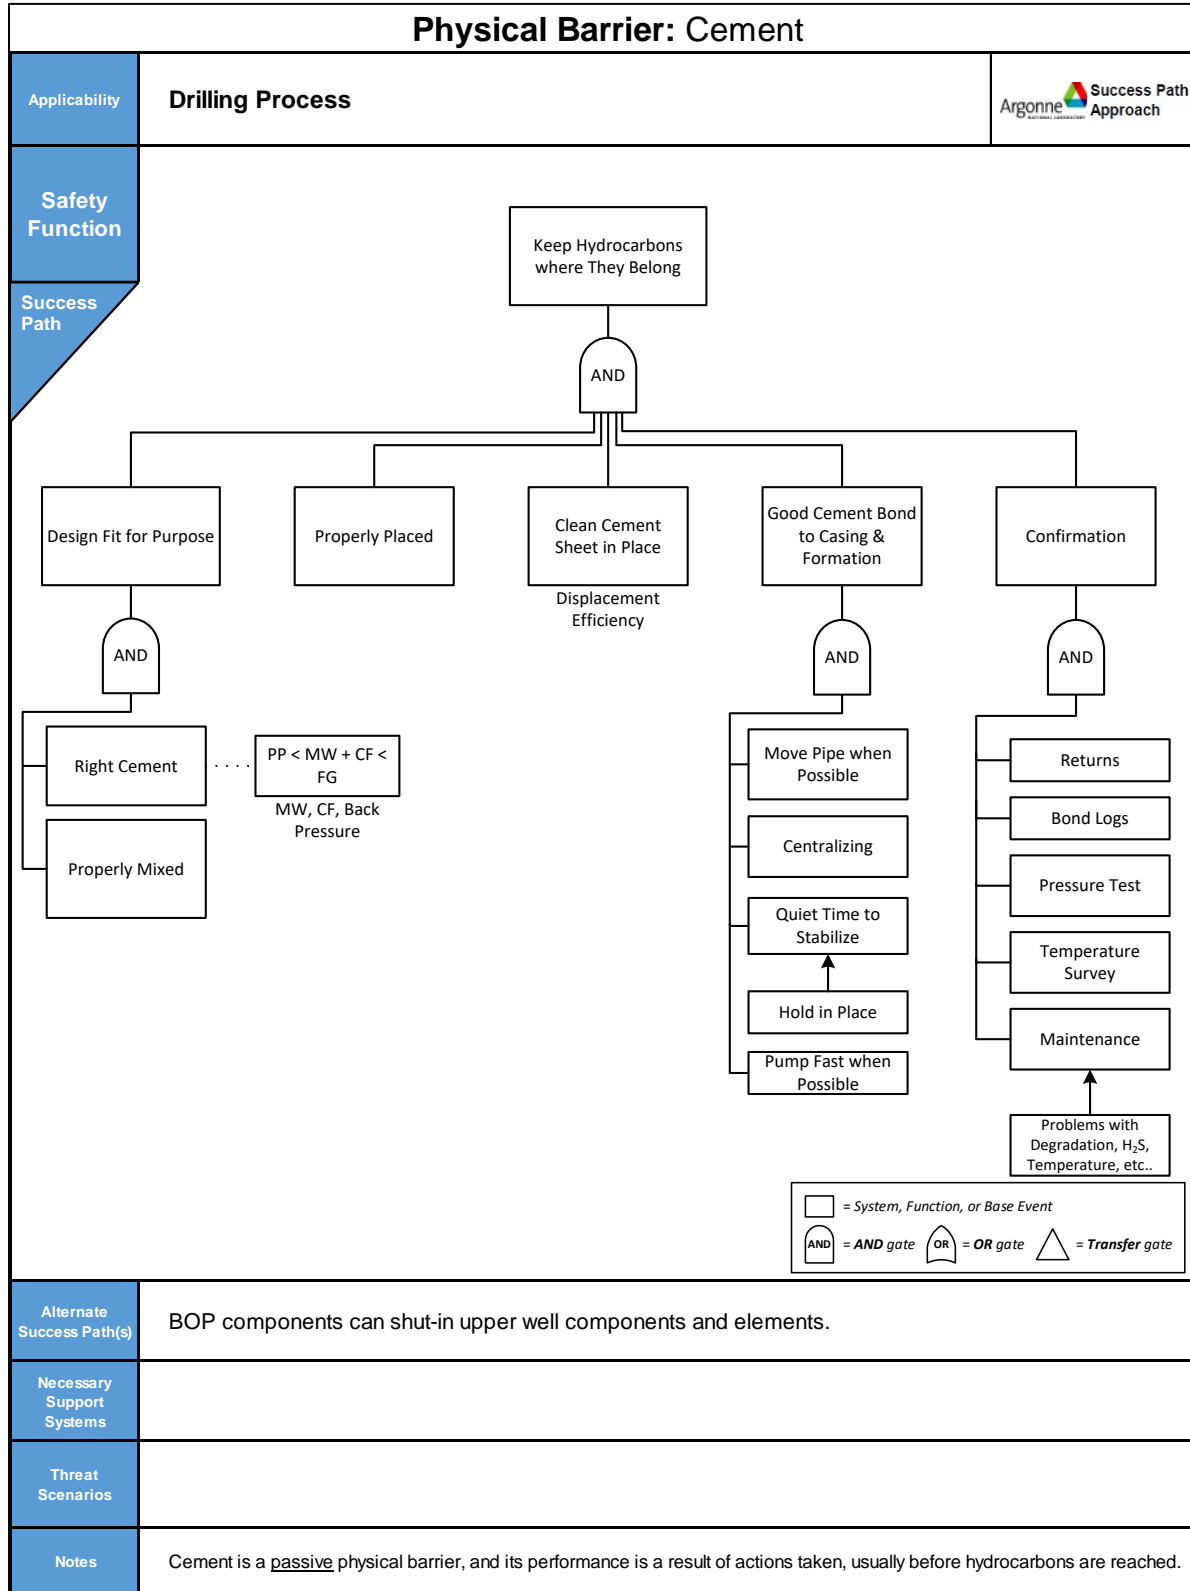 Physical Barrier: Cement
Applicability
Drilling Process
Argonne
NATIONAL LABORATORY
Success Path
Approach
Safety
Function
Success
Path
Keep Hydrocarbons
where They Belong
AND
Design Fit for Purpose
Properly Placed
Clean Cement
Sheet in Place
Displacement
Efficiency
Good Cement Bond
to Casing &
Formation
Confirmation
AND
AND
AND
Right Cement
PP < MW + CF <
FG
MW, CF, Back
Pressure
Properly Mixed
Move Pipe when
Possible
Centralizing
Quiet Time to
Stabilize
Hold in Place
Pump Fast when
Possible
Returns
Bond Logs
Pressure Test
Temperature
Survey
Maintenance
Problems with
Degradation, H₂S,
Temperature, etc..
= System, Function, or Base Event
AND = AND gate OR = OR gate = Transfer gate
Alternate
Success Path(s)
BOP components can shut-in upper well components and elements.
Necessary
Support
Systems
Threat
Scenarios
Notes
Cement is a passive physical barrier, and its performance is a result of actions taken, usually before hydrocarbons are reached.